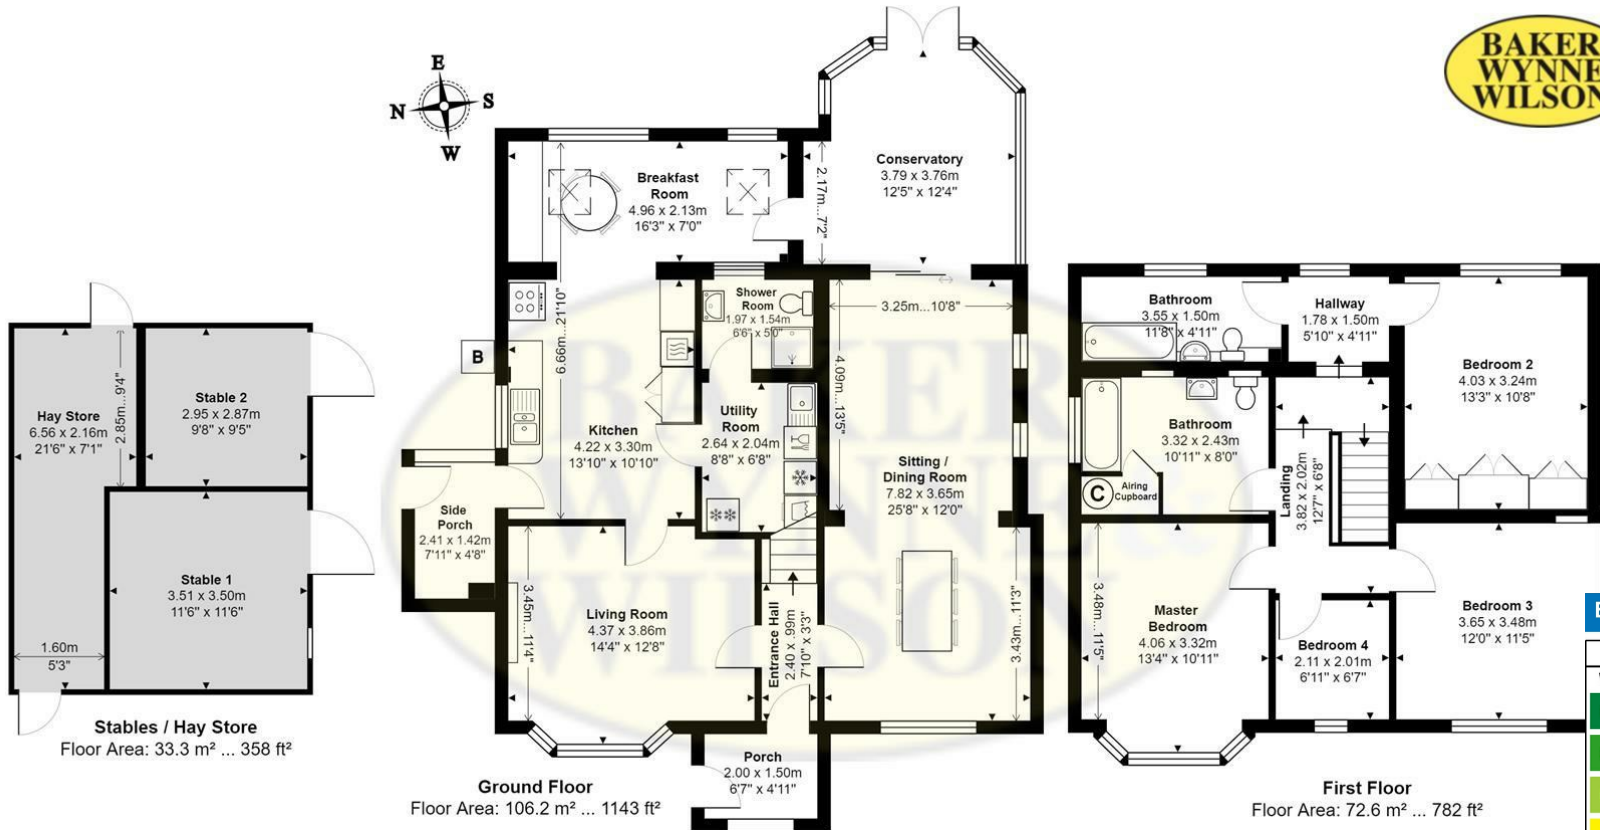 BAKER
WYNNE
WILSON
E
N
S
W
Hay Store
6.56 x 2.16m
21'6" x 7'1"
2.85m...9'4"
Stable 2
2.95 x 2.87m
9'8" x 9'5"
Stable 1
3.51 x 3.50m
11'6" x 11'6"
1.60m
5'3"
Stables / Hay Store
Floor Area: 33.3 m² ... 358 ft²
Breakfast
Room
4.96 x 2.13m
16'3" x 7'0"
2.17m...7'2"
Conservatory
3.79 x 3.76m
12'5" x 12'4"
6.66m...21'10"
B
Shower
Room
1.97 x 1.54m
6'6" x 5'0"
3.25m...10'8"
4.09m...13'5"
Kitchen
4.22 x 3.30m
13'10" x 10'10"
Utility
Room
2.64 x 2.04m
8'8" x 6'8"
Sitting /
Dining Room
7.82 x 3.65m
25'8" x 12'0"
Side
Porch
2.41 x 1.42m
7'11" x 4'8"
3.45m...11'4"
Living Room
4.37 x 3.86m
14'4" x 12'8"
Entrance Hall
2.40 x .99m
7'10" x 3'3"
3.43m...11'3"
Porch
2.00 x 1.50m
6'7" x 4'11"
Ground Floor
Floor Area: 106.2 m² ... 1143 ft²
Bathroom
3.55 x 1.50m
11'8" x 4'11"
Hallway
1.78 x 1.50m
5'10" x 4'11"
Bedroom 2
4.03 x 3.24m
13'3" x 10'8"
Bathroom
3.32 x 2.43m
10'11" x 8'0"
C
Airing
Cupboard
Landing
3.82 x 2.02m
12'7" x 6'8"
3.48m...11'5"
Master
Bedroom
4.06 x 3.32m
13'4" x 10'11"
Bedroom 4
2.11 x 2.01m
6'11" x 6'7"
Bedroom 3
3.65 x 3.48m
12'0" x 11'5"
First Floor
Floor Area: 72.6 m² ... 782 ft²
BAKER
WYNNE &
WILSON